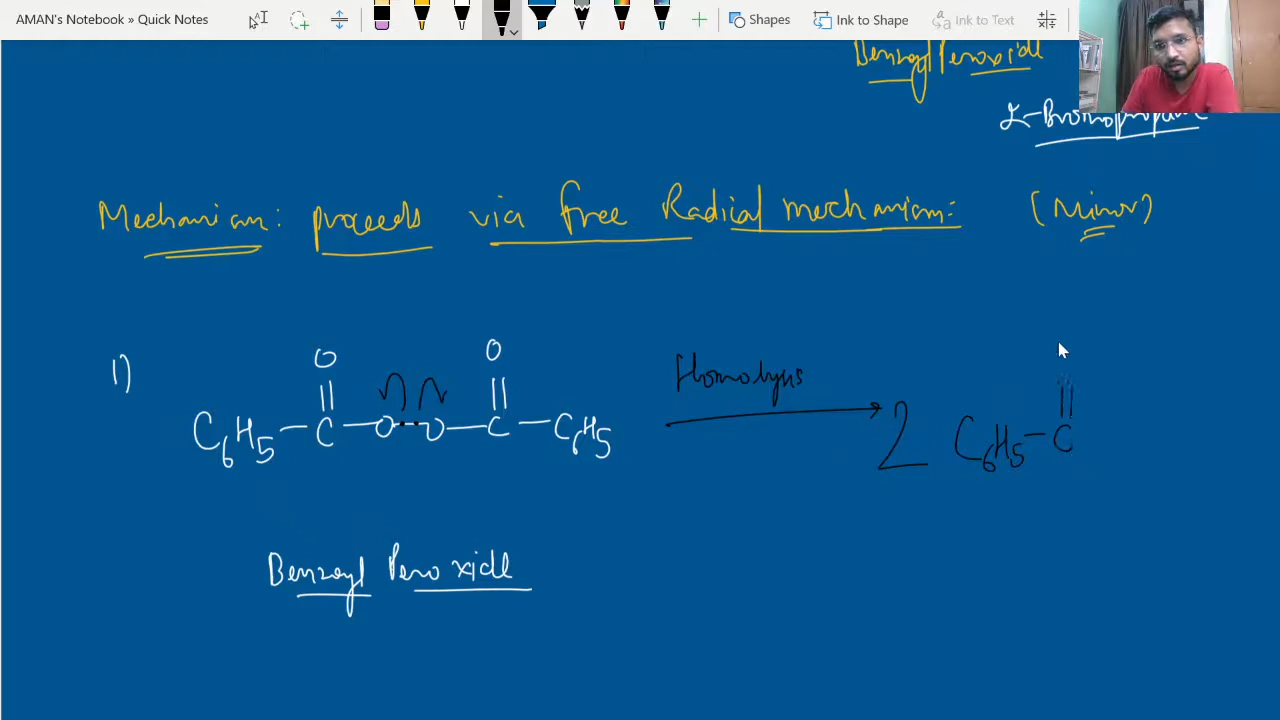 AMAN's Notebook » Quick Notes Shapes Ink to Shape Ink to Text
Benzoyl Peroxide
2-Bromopropane
Mechanism: proceeds via free Radical mechanism:- (Minor)
1)
O O
|| || Homolysis ||
C6H5-C-O··O-C-C6H5 → 2 C6H5-C
Benzoyl Peroxide